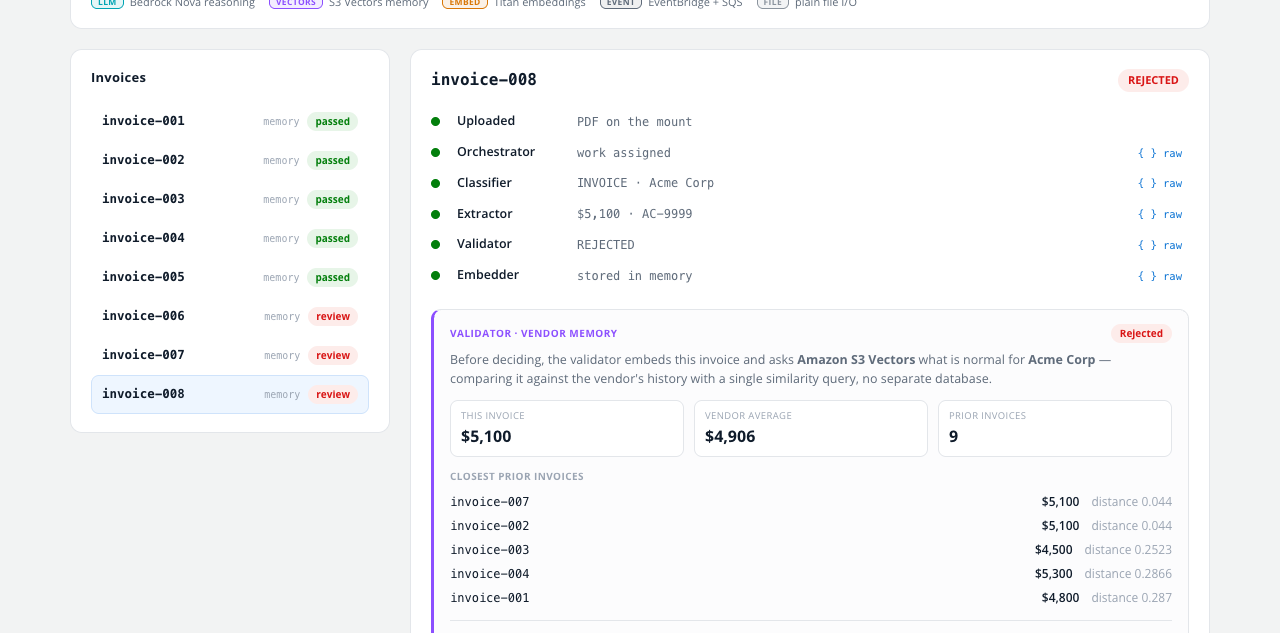 LLM Bedrock Nova reasoning VECTORS S3 Vectors memory EMBED Titan embeddings EVENT EventBridge + SQS FILE plain file I/O
Invoices
invoice-001 memory passed
invoice-002 memory passed
invoice-003 memory passed
invoice-004 memory passed
invoice-005 memory passed
invoice-006 memory review
invoice-007 memory review
invoice-008 memory review
invoice-008 REJECTED
Uploaded PDF on the mount
Orchestrator work assigned { } raw
Classifier INVOICE · Acme Corp { } raw
Extractor $5,100 · AC-9999 { } raw
Validator REJECTED { } raw
Embedder stored in memory { } raw
VALIDATOR · VENDOR MEMORY Rejected
Before deciding, the validator embeds this invoice and asks Amazon S3 Vectors what is normal for Acme Corp —
comparing it against the vendor's history with a single similarity query, no separate database.
THIS INVOICE
$5,100
VENDOR AVERAGE
$4,906
PRIOR INVOICES
9
CLOSEST PRIOR INVOICES
invoice-007 $5,100 distance 0.044
invoice-002 $5,100 distance 0.044
invoice-003 $4,500 distance 0.2523
invoice-004 $5,300 distance 0.2866
invoice-001 $4,800 distance 0.287